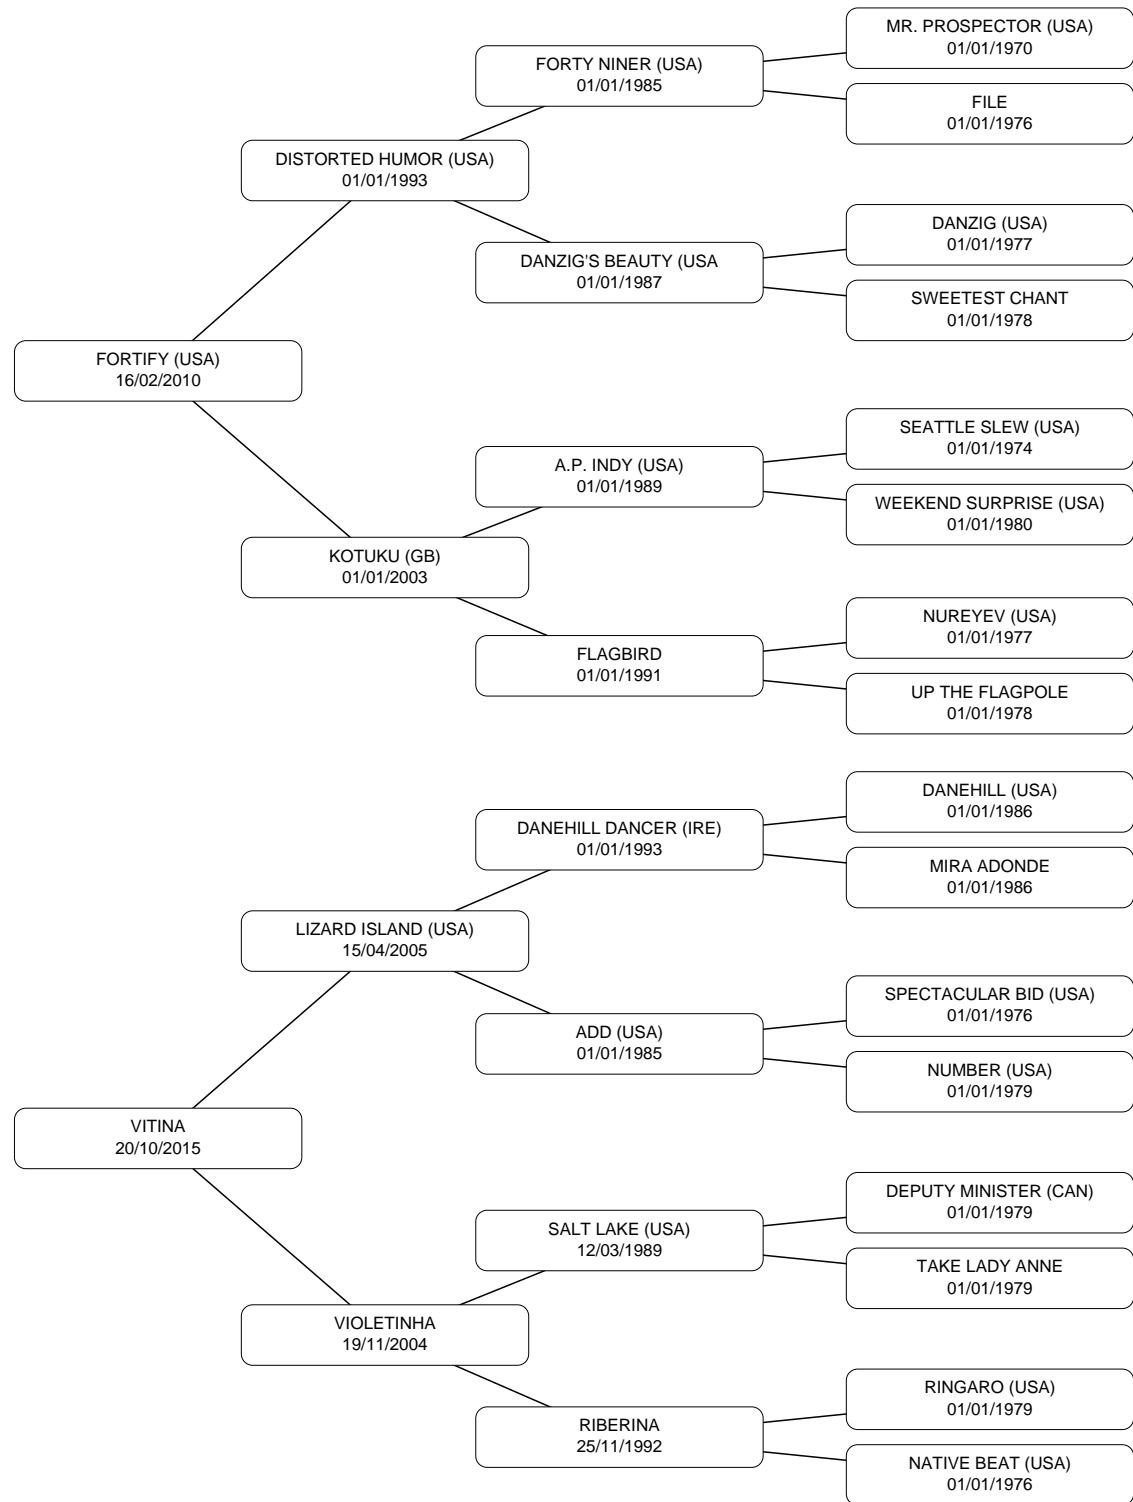 MR. PROSPECTOR (USA)
01/01/1970
FORTY NINER (USA)
01/01/1985
FILE
01/01/1976
DISTORTED HUMOR (USA)
01/01/1993
DANZIG (USA)
01/01/1977
DANZIG'S BEAUTY (USA
01/01/1987
SWEETEST CHANT
01/01/1978
FORTIFY (USA)
16/02/2010
SEATTLE SLEW (USA)
01/01/1974
A.P. INDY (USA)
01/01/1989
WEEKEND SURPRISE (USA)
01/01/1980
KOTUKU (GB)
01/01/2003
NUREYEV (USA)
01/01/1977
FLAGBIRD
01/01/1991
UP THE FLAGPOLE
01/01/1978
DANEHILL (USA)
01/01/1986
DANEHILL DANCER (IRE)
01/01/1993
MIRA ADONDE
01/01/1986
LIZARD ISLAND (USA)
15/04/2005
SPECTACULAR BID (USA)
01/01/1976
ADD (USA)
01/01/1985
NUMBER (USA)
01/01/1979
VITINA
20/10/2015
DEPUTY MINISTER (CAN)
01/01/1979
SALT LAKE (USA)
12/03/1989
TAKE LADY ANNE
01/01/1979
VIOLETINHA
19/11/2004
RINGARO (USA)
01/01/1979
RIBERINA
25/11/1992
NATIVE BEAT (USA)
01/01/1976